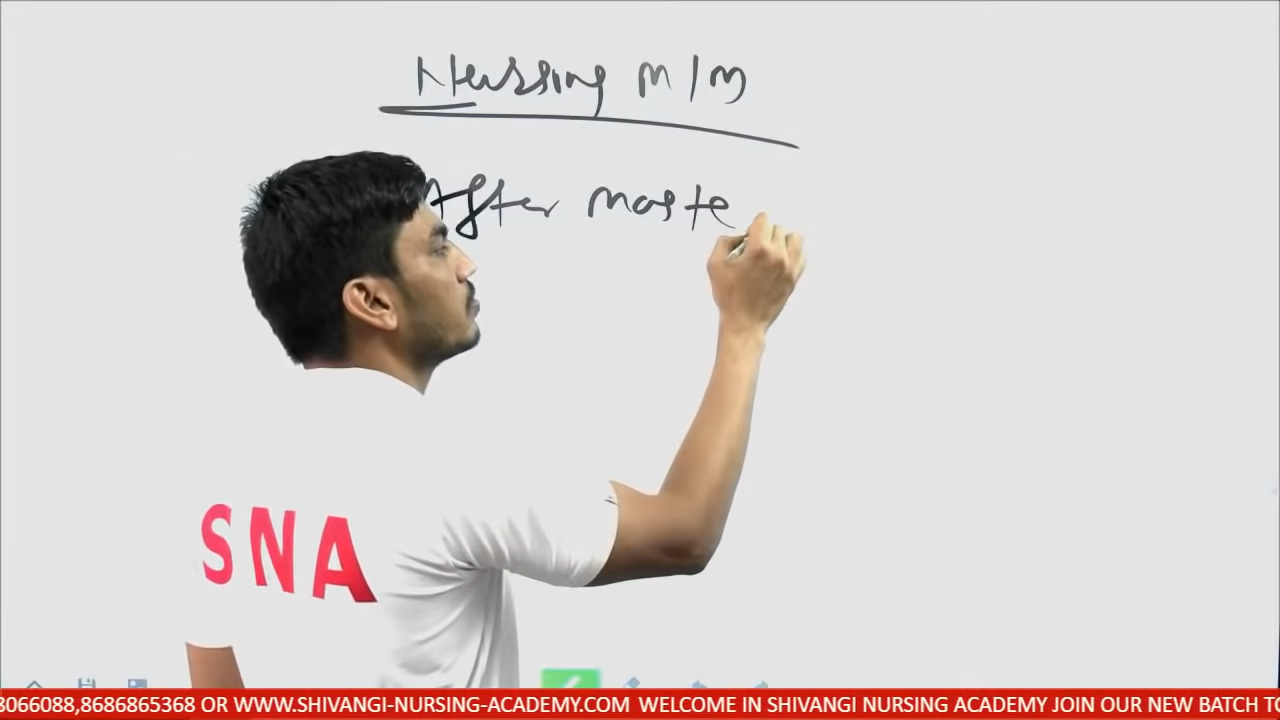 Nursing m/m
After maste
SNA
8066088,8686865368 OR WWW.SHIVANGI-NURSING-ACADEMY.COM WELCOME IN SHIVANGI NURSING ACADEMY JOIN OUR NEW BATCH TO